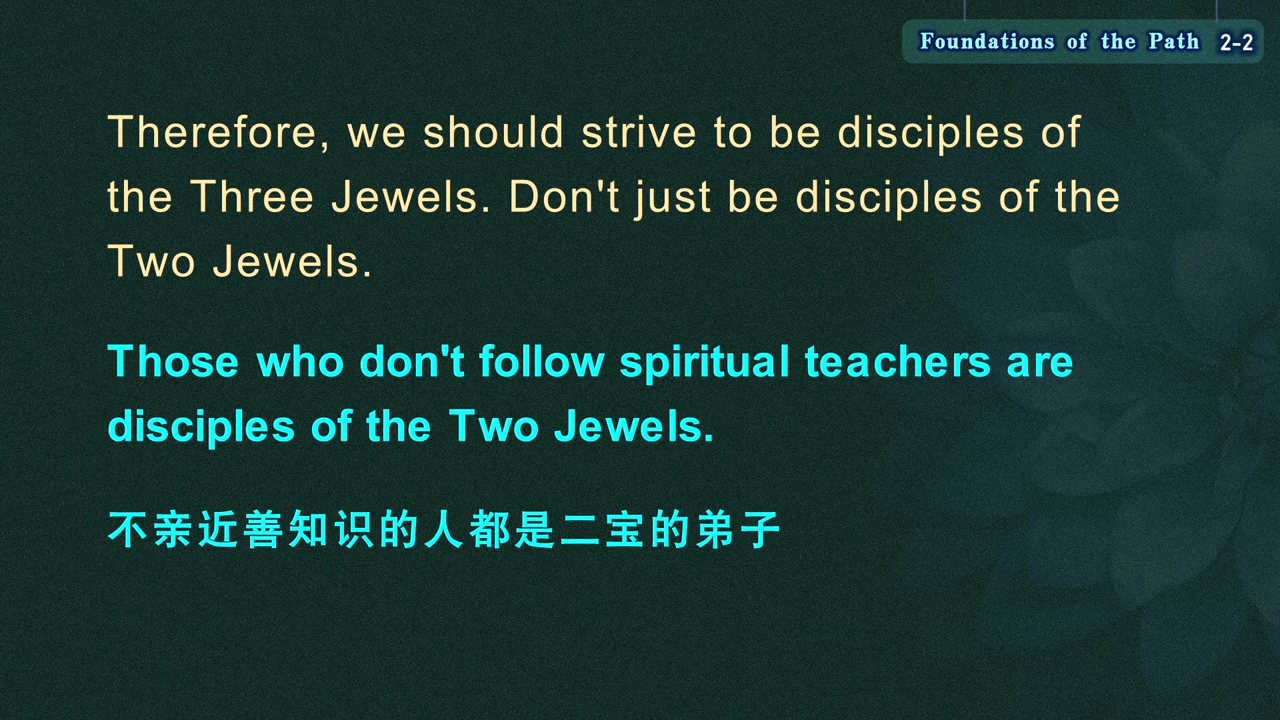 Foundations of the Path 2-2
Therefore, we should strive to be disciples of
the Three Jewels. Don't just be disciples of the
Two Jewels.
Those who don't follow spiritual teachers are
disciples of the Two Jewels.
不亲近善知识的人都是二宝的弟子